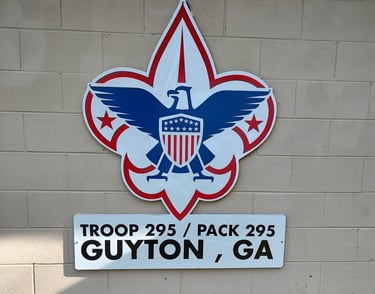 TROOP 295 / PACK 295
GUYTON , GA